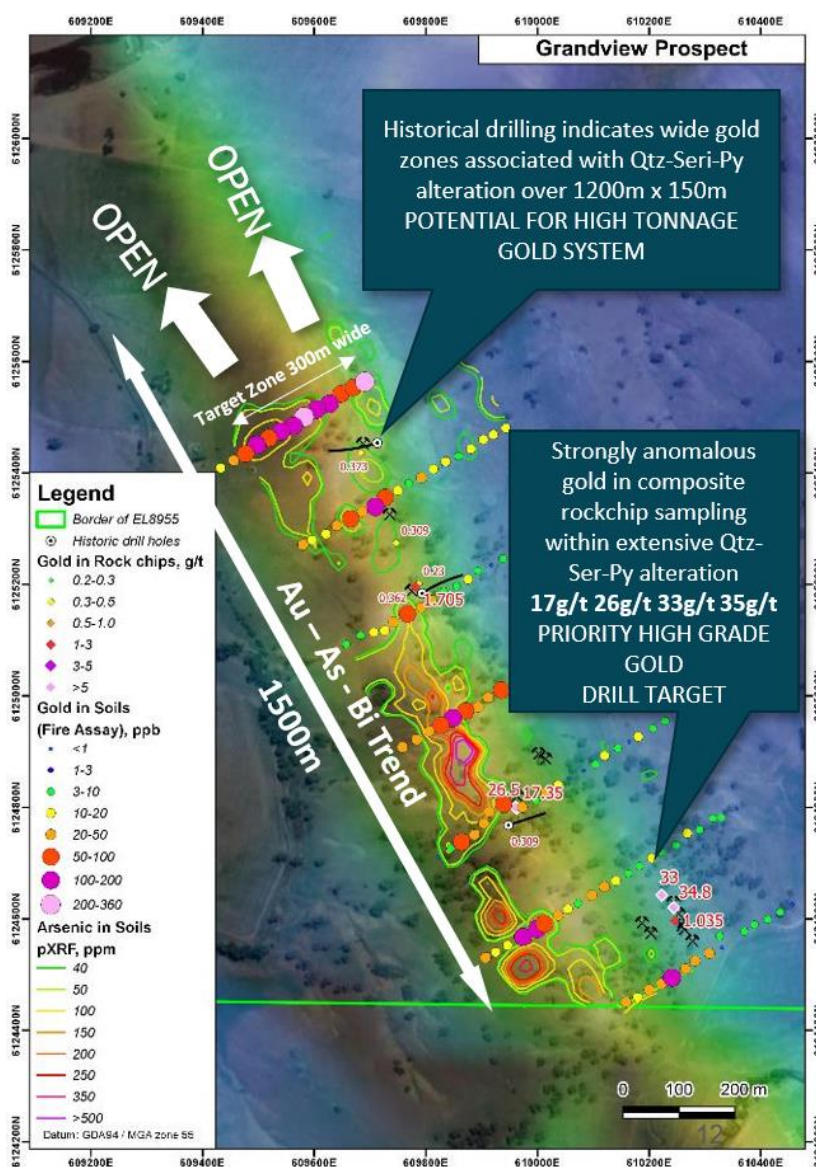 609200E 609400E 609600E 609800E 610000E 610200E 610400E
Grandview Prospect
6126000N
6125800N
6125600N
6125400N
6125200N
6125000N
6124800N
6124600N
6124400N
6124200N
Historical drilling indicates wide gold
zones associated with Qtz-Seri-Py
alteration over 1200m x 150m
POTENTIAL FOR HIGH TONNAGE
GOLD SYSTEM
OPEN
OPEN
Target Zone 300m wide
0.373
0.309
0.23
0.362
1.705
Au – As - Bi Trend
1500m
26.5
17.35
0.309
33
34.8
1.035
Strongly anomalous
gold in composite
rockchip sampling
within extensive Qtz-
Ser-Py alteration
17g/t 26g/t 33g/t 35g/t
PRIORITY HIGH GRADE
GOLD
DRILL TARGET
Legend
Border of EL8955
Historic drill holes
Gold in Rock chips, g/t
0.2-0.3
0.3-0.5
0.5-1.0
1-3
3-5
>5
Gold in Soils
(Fire Assay), ppb
<1
1-3
3-10
10-20
20-50
50-100
100-200
200-360
Arsenic in Soils
pXRF, ppm
40
50
100
150
200
250
350
>500
Datum: GDA94 / MGA zone 55
0 100 200 m
12
609200E 609400E 609600E 609800E 610000E 610200E 610400E